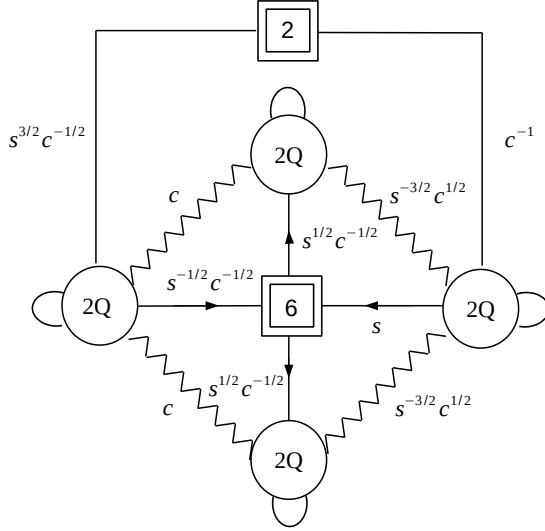 2
s^{3/2} c^{-1/2}
c^{-1}
2Q
c
s^{-3/2} c^{1/2}
s^{1/2} c^{-1/2}
s^{-1/2} c^{-1/2}
2Q
6
2Q
s
s^{1/2} c^{-1/2}
c
s^{-3/2} c^{1/2}
2Q